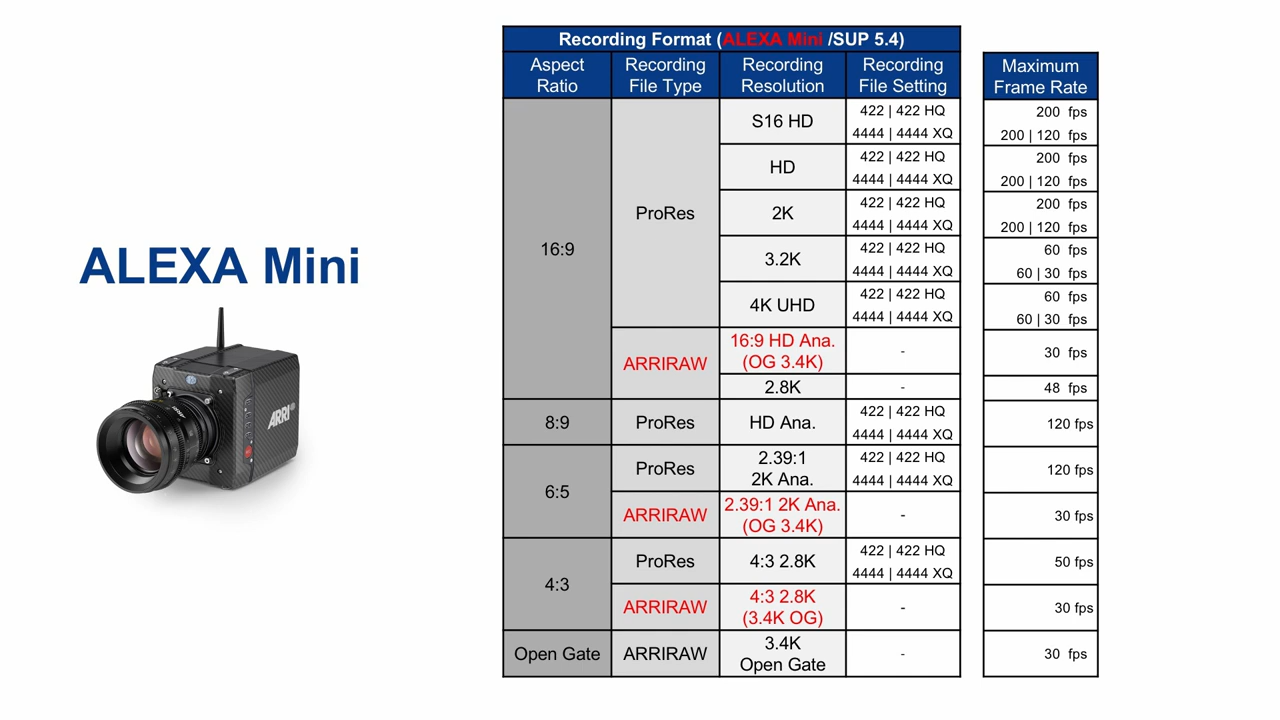 Recording Format (ALEXA Mini /SUP 5.4)
Aspect Ratio
Recording File Type
Recording Resolution
Recording File Setting
Maximum Frame Rate
16:9
ProRes
S16 HD
422 | 422 HQ
4444 | 4444 XQ
200 fps
200 | 120 fps
HD
422 | 422 HQ
4444 | 4444 XQ
200 fps
200 | 120 fps
2K
422 | 422 HQ
4444 | 4444 XQ
200 fps
200 | 120 fps
3.2K
422 | 422 HQ
4444 | 4444 XQ
60 fps
60 | 30 fps
4K UHD
422 | 422 HQ
4444 | 4444 XQ
60 fps
60 | 30 fps
ARRIRAW
16:9 HD Ana.
(OG 3.4K)
-
30 fps
2.8K
-
48 fps
8:9
ProRes
HD Ana.
422 | 422 HQ
4444 | 4444 XQ
120 fps
6:5
ProRes
2.39:1
2K Ana.
422 | 422 HQ
4444 | 4444 XQ
120 fps
ARRIRAW
2.39:1 2K Ana.
(OG 3.4K)
-
30 fps
4:3
ProRes
4:3 2.8K
422 | 422 HQ
4444 | 4444 XQ
50 fps
ARRIRAW
4:3 2.8K
(3.4K OG)
-
30 fps
Open Gate
ARRIRAW
3.4K
Open Gate
-
30 fps
ALEXA Mini
ARRI